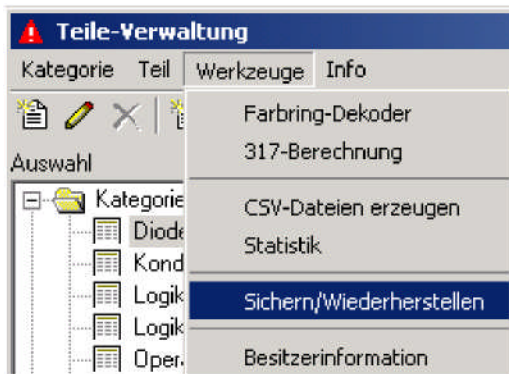 Teile-Verwaltung
Kategorie Teil Werkzeuge Info
Farbring-Dekoder
317-Berechnung
CSV-Dateien erzeugen
Statistik
Sichern/Wiederherstellen
Besitzerinformation
Auswahl
Kategorie
Diode
Kond
Logik
Logik
Oper